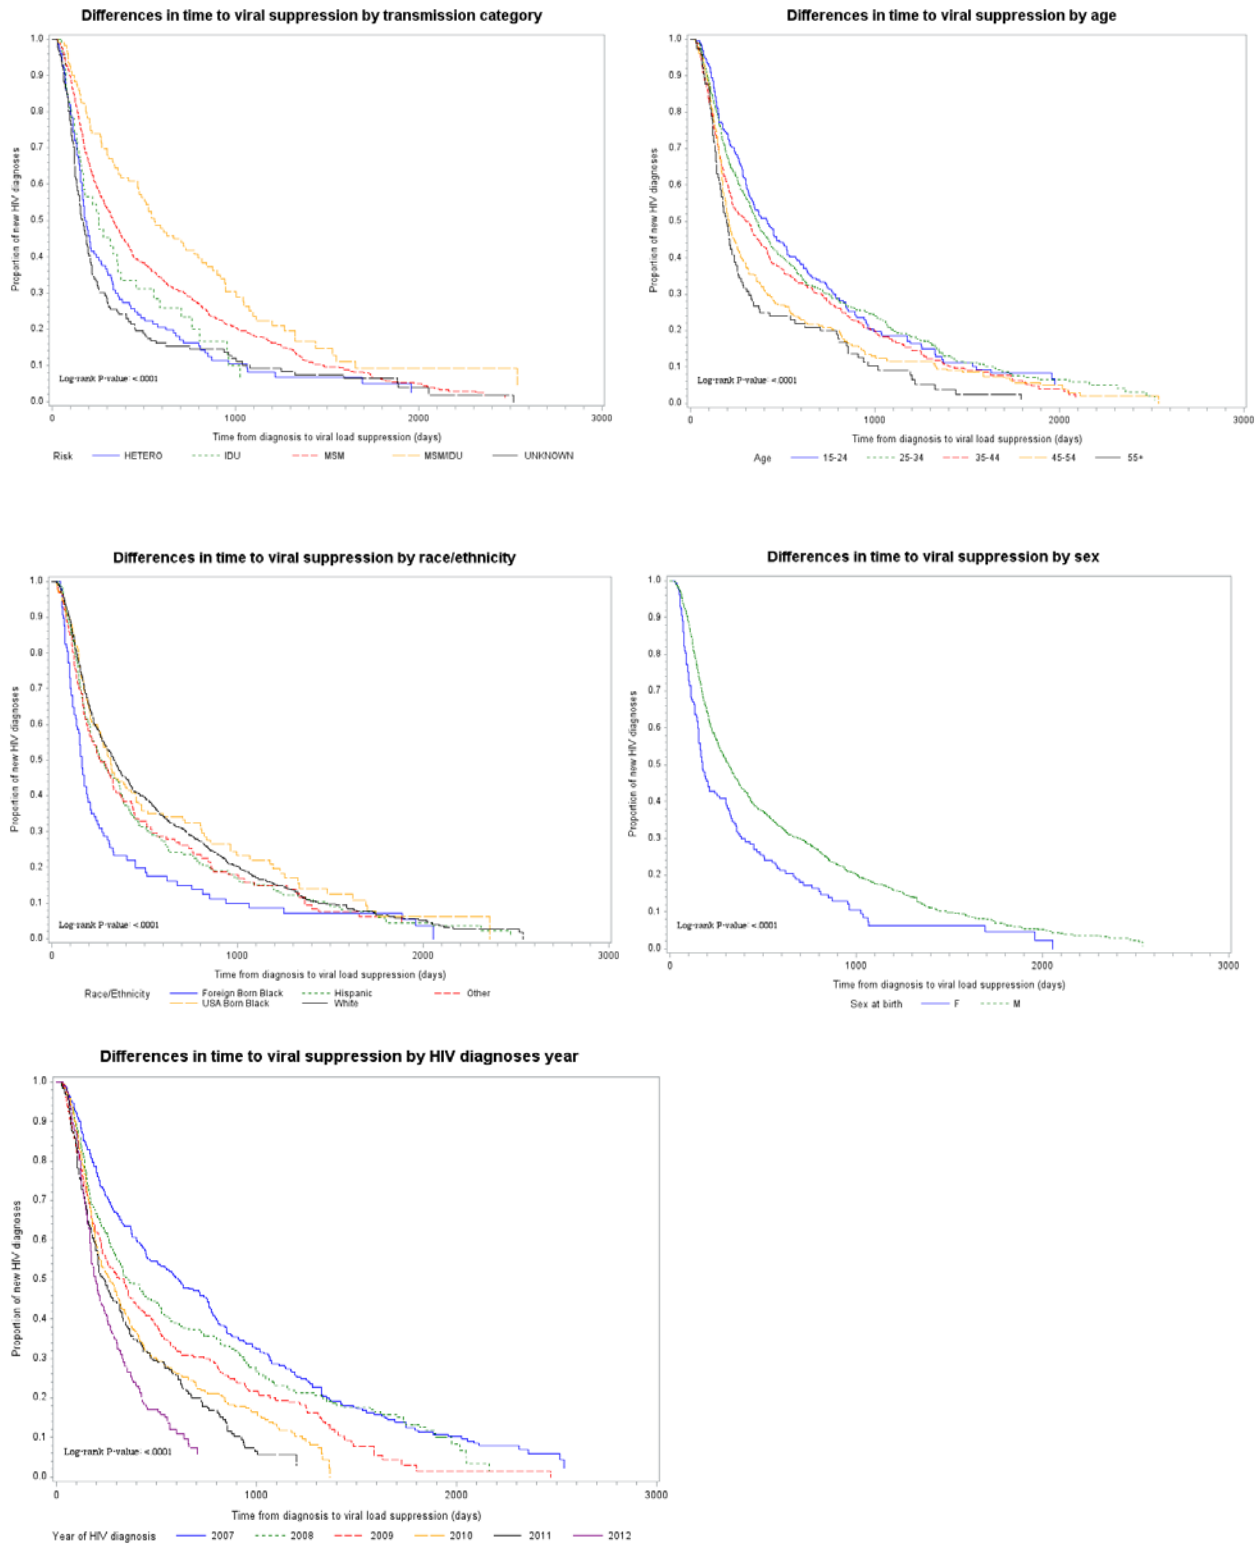 Differences in time to viral suppression by transmission category
1.0
0.9
0.8
0.7
0.6
0.5
0.4
0.3
0.2
0.1
0.0
Proportion of new HIV diagnoses
Log-rank P-value: <.0001
0
1000
2000
3000
Time from diagnosis to viral load suppression (days)
Risk HETERO IDU MSM MSM/IDU UNKNOWN
Differences in time to viral suppression by age
1.0
0.9
0.8
0.7
0.6
0.5
0.4
0.3
0.2
0.1
0.0
Proportion of new HIV diagnoses
Log-rank P-value: <.0001
0
1000
2000
3000
Time from diagnosis to viral load suppression (days)
Age 15-24 25-34 35-44 45-54 55+
Differences in time to viral suppression by race/ethnicity
1.0
0.9
0.8
0.7
0.6
0.5
0.4
0.3
0.2
0.1
0.0
Proportion of new HIV diagnoses
Log-rank P-value: <.0001
0
1000
2000
3000
Time from diagnosis to viral load suppression (days)
Race/Ethnicity Foreign Born Black Hispanic Other
USA Born Black White
Differences in time to viral suppression by sex
1.0
0.9
0.8
0.7
0.6
0.5
0.4
0.3
0.2
0.1
0.0
Proportion of new HIV diagnoses
Log-rank P-value: <.0001
0
1000
2000
3000
Time from diagnosis to viral load suppression (days)
Sex at birth F M
Differences in time to viral suppression by HIV diagnoses year
1.0
0.9
0.8
0.7
0.6
0.5
0.4
0.3
0.2
0.1
0.0
Proportion of new HIV diagnoses
Log-rank P-value: <.0001
0
1000
2000
3000
Time from diagnosis to viral load suppression (days)
Year of HIV diagnosis 2007 2008 2009 2010 2011 2012